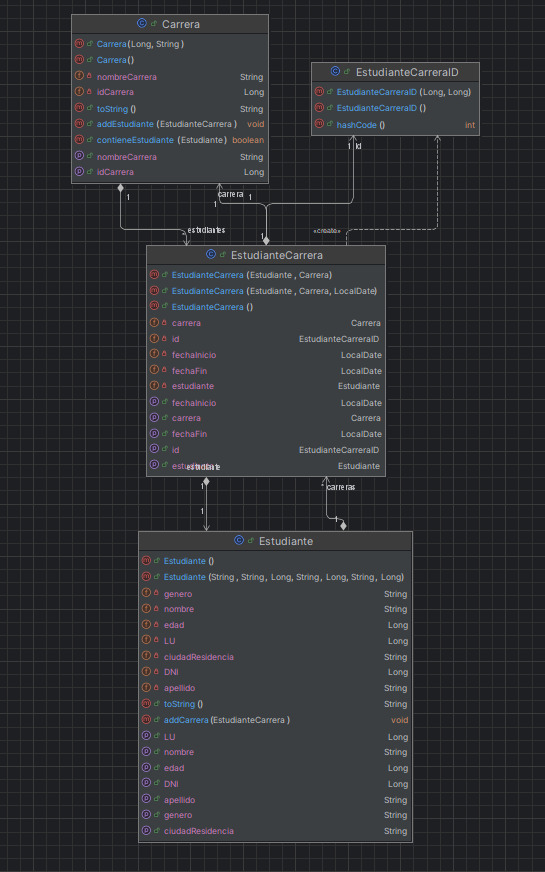 Carrera
Carrera(Long, String)
Carrera()
nombreCarrera String
idCarrera Long
toString () String
addEstudiante (EstudianteCarrera ) void
contieneEstudiante (Estudiante) boolean
nombreCarrera String
idCarrera Long
EstudianteCarreraID
EstudianteCarreraID (Long, Long)
EstudianteCarreraID ()
hashCode () int
1 id
1
carrera 1
1
* estudiantes
1
«create»
EstudianteCarrera
EstudianteCarrera (Estudiante , Carrera)
EstudianteCarrera (Estudiante , Carrera, LocalDate)
EstudianteCarrera ()
carrera Carrera
id EstudianteCarreraID
fechaInicio LocalDate
fechaFin LocalDate
estudiante Estudiante
fechaInicio LocalDate
carrera Carrera
fechaFin LocalDate
id EstudianteCarreraID
estudiante Estudiante
estudiante
1
* carreras
1
1
Estudiante
Estudiante ()
Estudiante (String , String , Long, String , Long, String , Long)
genero String
nombre String
edad Long
LU Long
ciudadResidencia String
DNI Long
apellido String
toString () String
addCarrera (EstudianteCarrera ) void
LU Long
nombre String
edad Long
DNI Long
apellido String
genero String
ciudadResidencia String